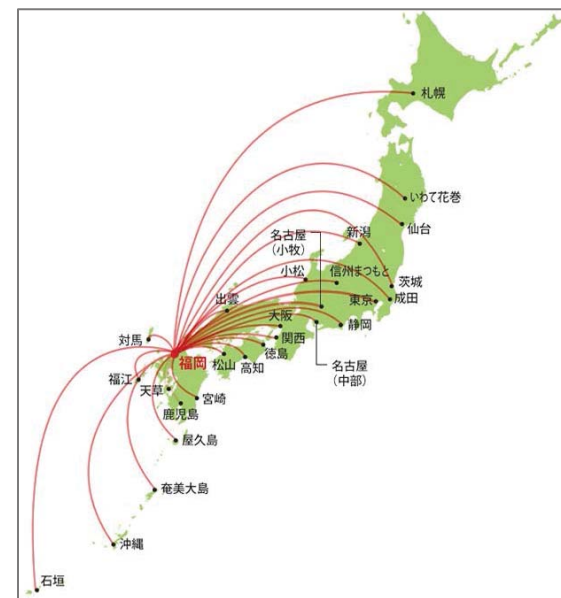 札幌
いわて花巻
仙台
新潟
名古屋
（小牧）
小松
信州まつもと
茨城
出雲
東京
成田
大阪
静岡
対馬
関西
福岡
徳島
松山
高知
名古屋
（中部）
福江
天草
宮崎
鹿児島
屋久島
奄美大島
沖縄
石垣